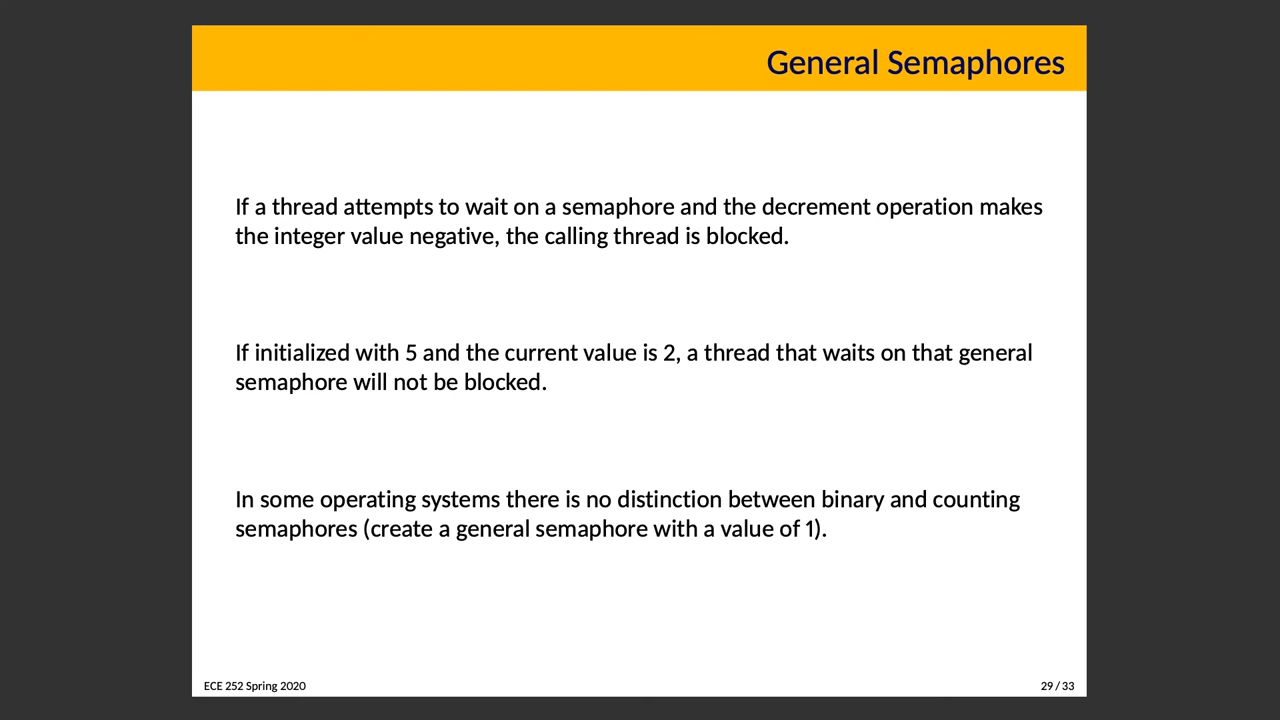 General Semaphores
If a thread attempts to wait on a semaphore and the decrement operation makes
the integer value negative, the calling thread is blocked.
If initialized with 5 and the current value is 2, a thread that waits on that general
semaphore will not be blocked.
In some operating systems there is no distinction between binary and counting
semaphores (create a general semaphore with a value of 1).
ECE 252 Spring 2020
29 / 33